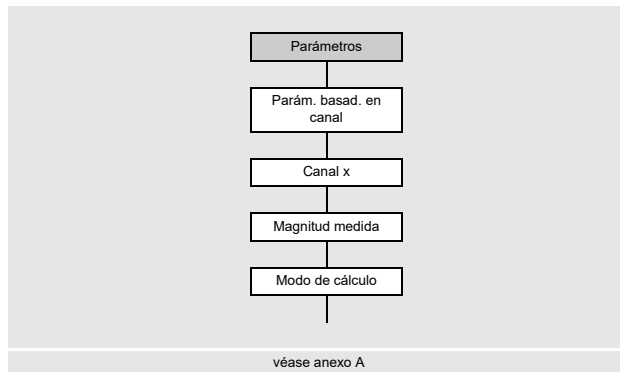 Parámetros
Parám. basad. en
canal
Canal x
Magnitud medida
Modo de cálculo
véase anexo A